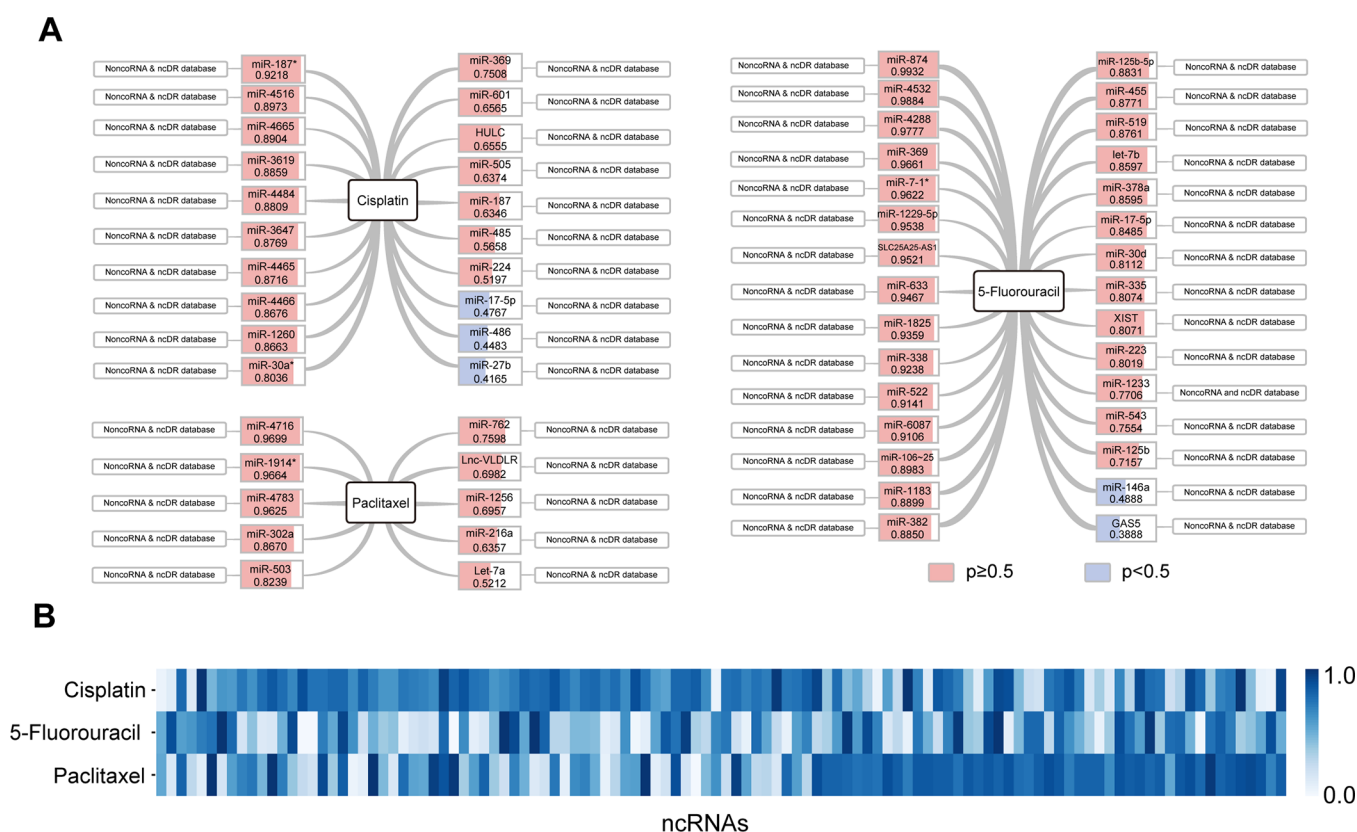 A
NoncoRNA & ncDR database
miR-187*
0.9218
NoncoRNA & ncDR database
miR-4516
0.8973
NoncoRNA & ncDR database
miR-4665
0.8904
NoncoRNA & ncDR database
miR-3619
0.8859
NoncoRNA & ncDR database
miR-4484
0.8809
NoncoRNA & ncDR database
miR-3647
0.8769
NoncoRNA & ncDR database
miR-4465
0.8716
NoncoRNA & ncDR database
miR-4466
0.8676
NoncoRNA & ncDR database
miR-1260
0.8663
NoncoRNA & ncDR database
miR-30a*
0.8036
Cisplatin
miR-369
0.7508
NoncoRNA & ncDR database
miR-601
0.6565
NoncoRNA & ncDR database
HULC
0.6555
NoncoRNA & ncDR database
miR-505
0.6374
NoncoRNA & ncDR database
miR-187
0.6346
NoncoRNA & ncDR database
miR-485
0.5658
NoncoRNA & ncDR database
miR-224
0.5197
NoncoRNA & ncDR database
miR-17-5p
0.4767
NoncoRNA & ncDR database
miR-486
0.4483
NoncoRNA & ncDR database
miR-27b
0.4165
NoncoRNA & ncDR database
NoncoRNA & ncDR database
miR-4716
0.9699
NoncoRNA & ncDR database
miR-1914*
0.9664
NoncoRNA & ncDR database
miR-4783
0.9625
NoncoRNA & ncDR database
miR-302a
0.8670
NoncoRNA & ncDR database
miR-503
0.8239
Paclitaxel
miR-762
0.7598
NoncoRNA & ncDR database
Lnc-VLDLR
0.6982
NoncoRNA & ncDR database
miR-1256
0.6957
NoncoRNA & ncDR database
miR-216a
0.6357
NoncoRNA & ncDR database
Let-7a
0.5212
NoncoRNA & ncDR database
NoncoRNA & ncDR database
miR-874
0.9932
NoncoRNA & ncDR database
miR-4532
0.9884
NoncoRNA & ncDR database
miR-4288
0.9777
NoncoRNA & ncDR database
miR-369
0.9661
NoncoRNA & ncDR database
miR-7-1*
0.9622
NoncoRNA & ncDR database
miR-1229-5p
0.9538
NoncoRNA & ncDR database
SLC25A25-AS1
0.9521
NoncoRNA & ncDR database
miR-633
0.9467
NoncoRNA & ncDR database
miR-1825
0.9359
NoncoRNA & ncDR database
miR-338
0.9238
NoncoRNA & ncDR database
miR-522
0.9141
NoncoRNA & ncDR database
miR-6087
0.9106
NoncoRNA & ncDR database
miR-106~25
0.8983
NoncoRNA & ncDR database
miR-1183
0.8899
NoncoRNA & ncDR database
miR-382
0.8850
5-Fluorouracil
miR-125b-5p
0.8831
NoncoRNA & ncDR database
miR-455
0.8771
NoncoRNA & ncDR database
miR-519
0.8761
NoncoRNA & ncDR database
let-7b
0.8597
NoncoRNA & ncDR database
miR-378a
0.8595
NoncoRNA & ncDR database
miR-17-5p
0.8485
NoncoRNA & ncDR database
miR-30d
0.8112
NoncoRNA & ncDR database
miR-335
0.8074
NoncoRNA & ncDR database
XIST
0.8071
NoncoRNA & ncDR database
miR-223
0.8019
NoncoRNA & ncDR database
miR-1233
0.7706
NoncoRNA and ncDR database
miR-543
0.7554
NoncoRNA & ncDR database
miR-125b
0.7157
NoncoRNA & ncDR database
miR-146a
0.4888
NoncoRNA & ncDR database
GAS5
0.3888
NoncoRNA & ncDR database
p≥0.5
p<0.5
B
Cisplatin
5-Fluorouracil
Paclitaxel
1.0
0.0
ncRNAs